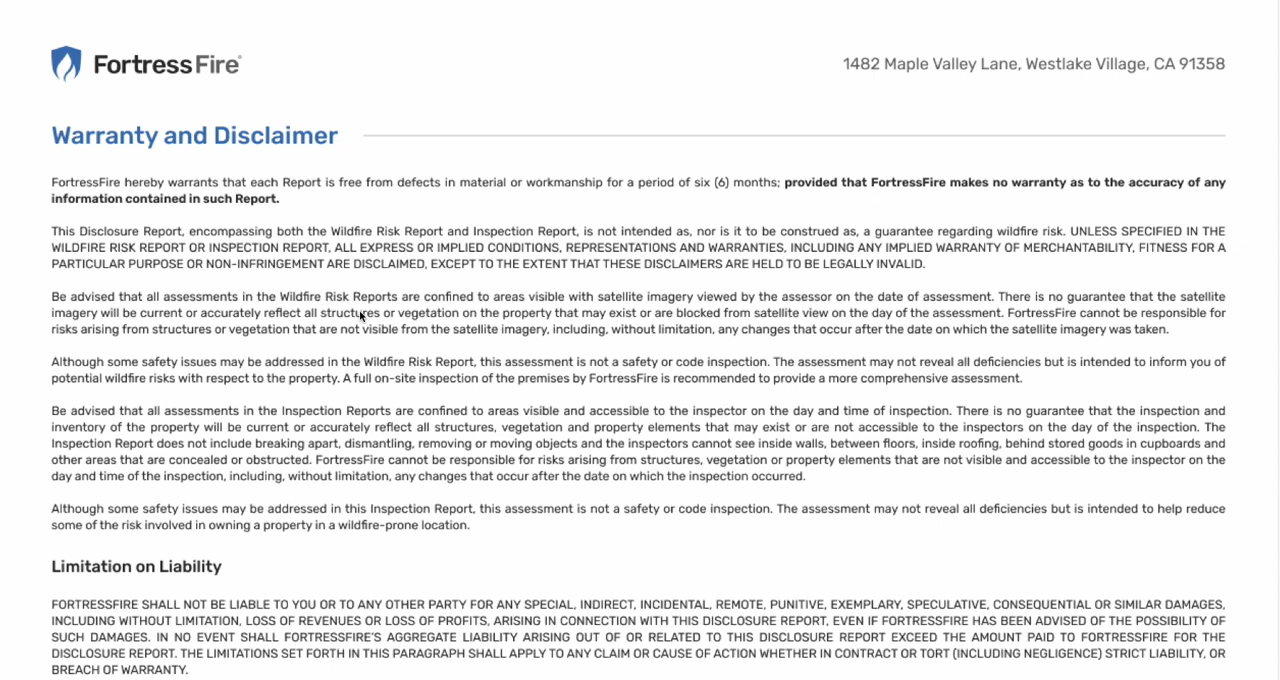 FortressFire®
1482 Maple Valley Lane, Westlake Village, CA 91358
Warranty and Disclaimer
FortressFire hereby warrants that each Report is free from defects in material or workmanship for a period of six (6) months; provided that FortressFire makes no warranty as to the accuracy of any
information contained in such Report.
This Disclosure Report, encompassing both the Wildfire Risk Report and Inspection Report, is not intended as, nor is it to be construed as, a guarantee regarding wildfire risk. UNLESS SPECIFIED IN THE
WILDFIRE RISK REPORT OR INSPECTION REPORT, ALL EXPRESS OR IMPLIED CONDITIONS, REPRESENTATIONS AND WARRANTIES, INCLUDING ANY IMPLIED WARRANTY OF MERCHANTABILITY, FITNESS FOR A
PARTICULAR PURPOSE OR NON-INFRINGEMENT ARE DISCLAIMED, EXCEPT TO THE EXTENT THAT THESE DISCLAIMERS ARE HELD TO BE LEGALLY INVALID.
Be advised that all assessments in the Wildfire Risk Reports are confined to areas visible with satellite imagery viewed by the assessor on the date of assessment. There is no guarantee that the satellite
imagery will be current or accurately reflect all structures or vegetation on the property that may exist or are blocked from satellite view on the day of the assessment. FortressFire cannot be responsible for
risks arising from structures or vegetation that are not visible from the satellite imagery, including, without limitation, any changes that occur after the date on which the satellite imagery was taken.
Although some safety issues may be addressed in the Wildfire Risk Report, this assessment is not a safety or code inspection. The assessment may not reveal all deficiencies but is intended to inform you of
potential wildfire risks with respect to the property. A full on-site inspection of the premises by FortressFire is recommended to provide a more comprehensive assessment.
Be advised that all assessments in the Inspection Reports are confined to areas visible and accessible to the inspector on the day and time of inspection. There is no guarantee that the inspection and
inventory of the property will be current or accurately reflect all structures, vegetation and property elements that may exist or are not accessible to the inspectors on the day of the inspection. The
Inspection Report does not include breaking apart, dismantling, removing or moving objects and the inspectors cannot see inside walls, between floors, inside roofing, behind stored goods in cupboards and
other areas that are concealed or obstructed. FortressFire cannot be responsible for risks arising from structures, vegetation or property elements that are not visible and accessible to the inspector on the
day and time of the inspection, including, without limitation, any changes that occur after the date on which the inspection occurred.
Although some safety issues may be addressed in this Inspection Report, this assessment is not a safety or code inspection. The assessment may not reveal all deficiencies but is intended to help reduce
some of the risk involved in owning a property in a wildfire-prone location.
Limitation on Liability
FORTRESSFIRE SHALL NOT BE LIABLE TO YOU OR TO ANY OTHER PARTY FOR ANY SPECIAL, INDIRECT, INCIDENTAL, REMOTE, PUNITIVE, EXEMPLARY, SPECULATIVE, CONSEQUENTIAL OR SIMILAR DAMAGES,
INCLUDING WITHOUT LIMITATION, LOSS OF REVENUES OR LOSS OF PROFITS, ARISING IN CONNECTION WITH THIS DISCLOSURE REPORT, EVEN IF FORTRESSFIRE HAS BEEN ADVISED OF THE POSSIBILITY OF
SUCH DAMAGES. IN NO EVENT SHALL FORTRESSFIRE'S AGGREGATE LIABILITY ARISING OUT OF OR RELATED TO THIS DISCLOSURE REPORT EXCEED THE AMOUNT PAID TO FORTRESSFIRE FOR THE
DISCLOSURE REPORT. THE LIMITATIONS SET FORTH IN THIS PARAGRAPH SHALL APPLY TO ANY CLAIM OR CAUSE OF ACTION WHETHER IN CONTRACT OR TORT (INCLUDING NEGLIGENCE) STRICT LIABILITY, OR
BREACH OF WARRANTY.